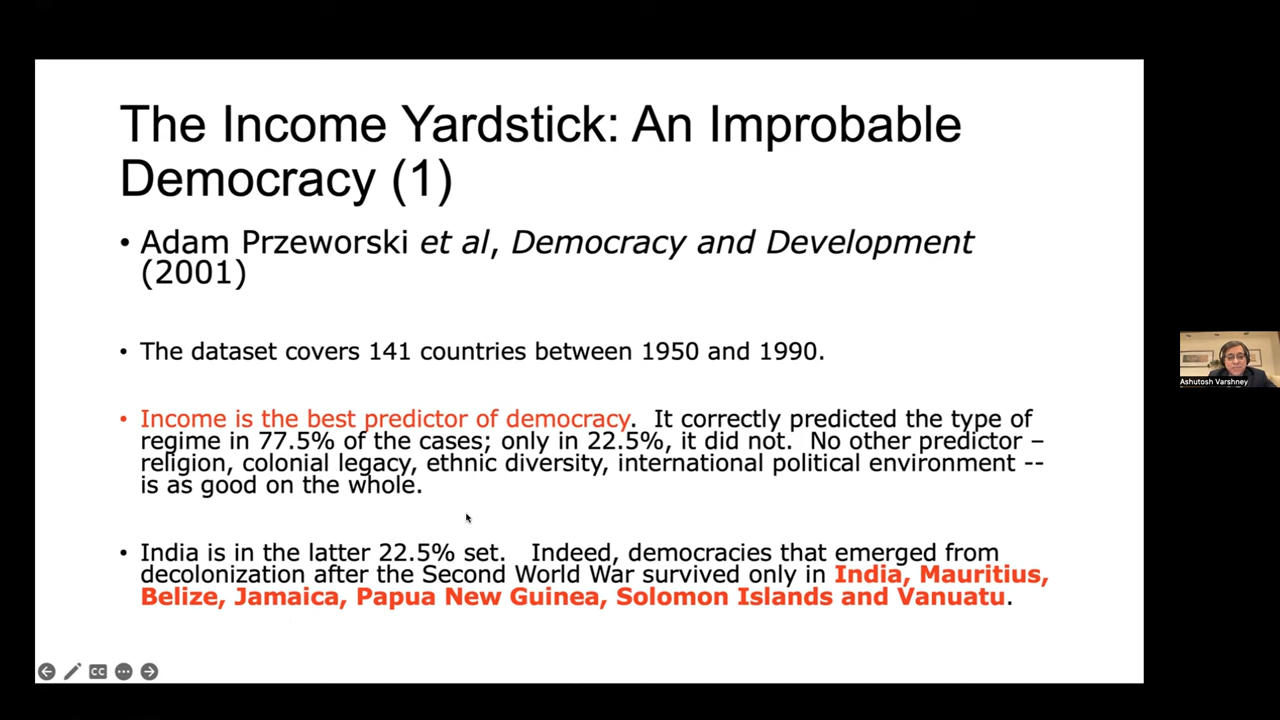 The Income Yardstick: An Improbable
Democracy (1)
• Adam Przeworski et al, Democracy and Development
(2001)
• The dataset covers 141 countries between 1950 and 1990.
• Income is the best predictor of democracy. It correctly predicted the type of
regime in 77.5% of the cases; only in 22.5%, it did not. No other predictor –
religion, colonial legacy, ethnic diversity, international political environment --
is as good on the whole.
• India is in the latter 22.5% set. Indeed, democracies that emerged from
decolonization after the Second World War survived only in India, Mauritius,
Belize, Jamaica, Papua New Guinea, Solomon Islands and Vanuatu.
CC
Ashutosh Varshney